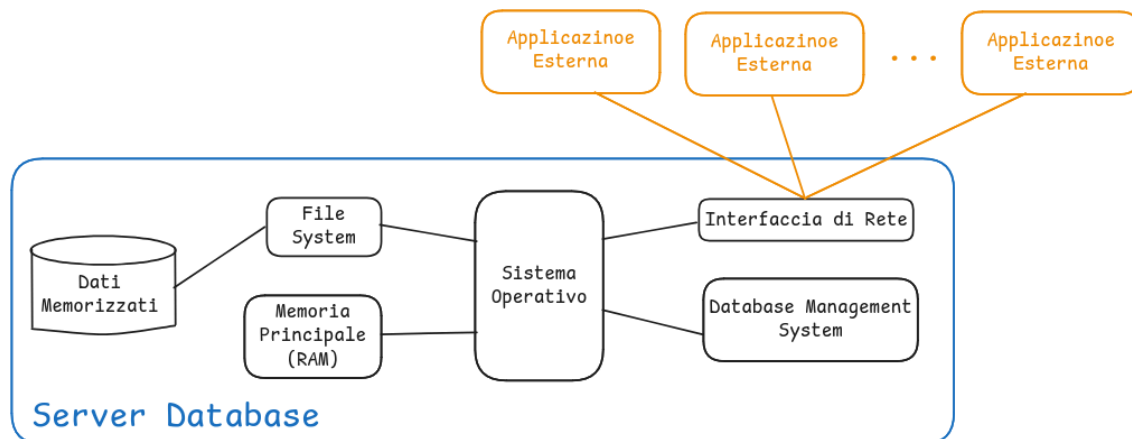 Applicazinoe
Esterna
Applicazinoe
Esterna
...
Applicazinoe
Esterna
File
System
Interfaccia di Rete
Dati
Memorizzati
Sistema
Operativo
Memoria
Principale
(RAM)
Database Management
System
Server Database